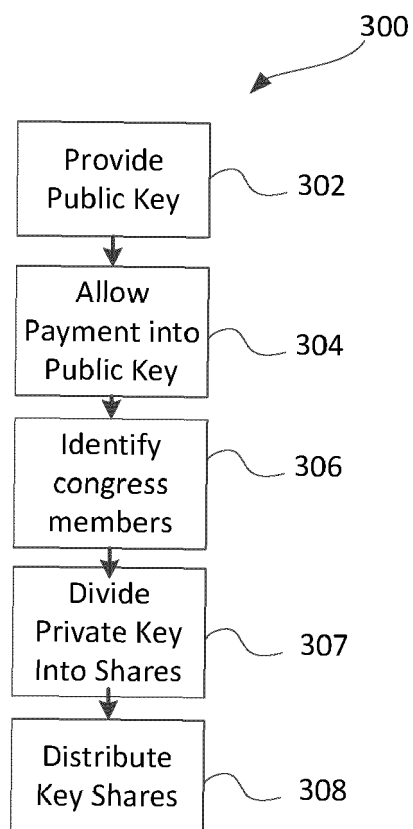 300
Provide
Public Key
302
Allow
Payment into
Public Key
304
Identify
congress
members
306
Divide
Private Key
Into Shares
307
Distribute
Key Shares
308